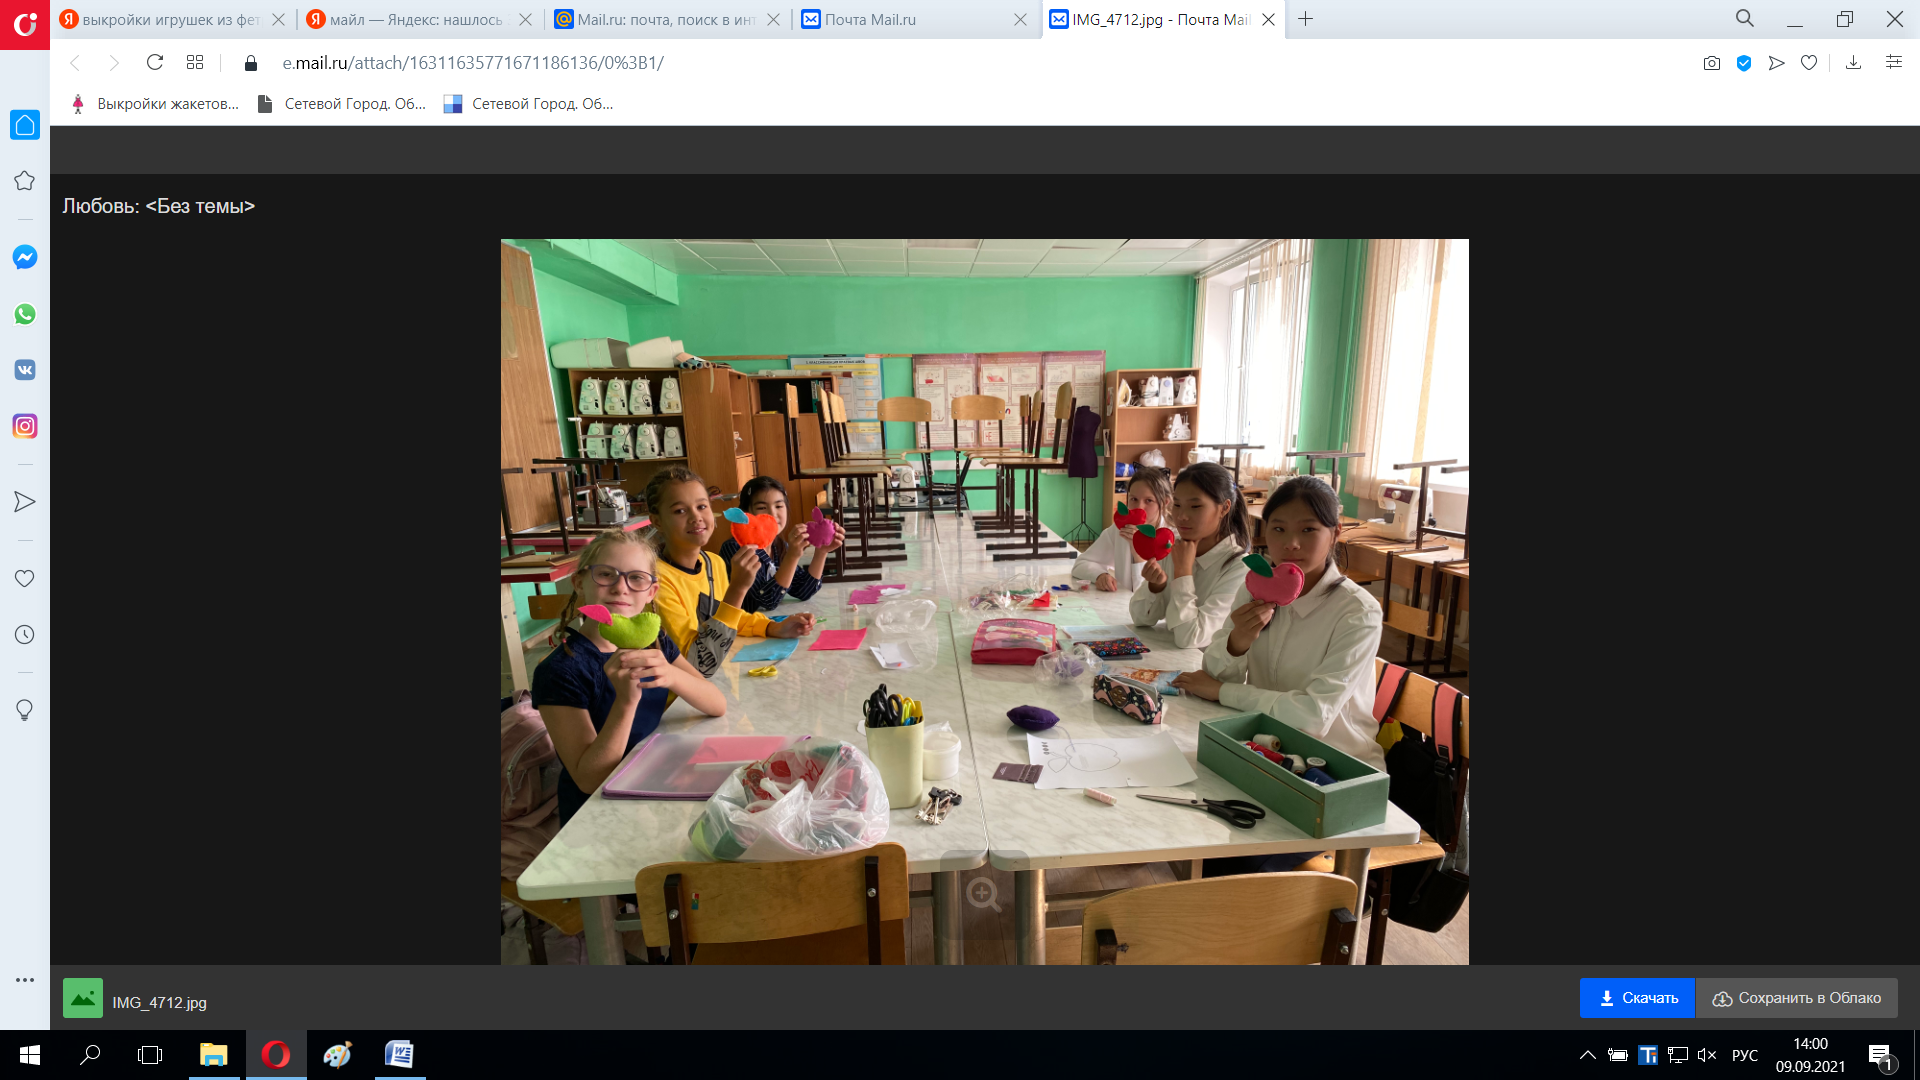 выкройки игрушек из фет
майл — Яндекс: нашлось
Mail.ru: почта, поиск в инт
Почта Mail.ru
IMG_4712.jpg - Почта Mail
e.mail.ru/attach/16311635771671186136/0%3B1/
Выкройки жакетов...
Сетевой Город. Об...
Сетевой Город. Об...
Любовь: <Без темы>
IMG_4712.jpg
Скачать
Сохранить в Облако
РУС
14:00
09.09.2021
1